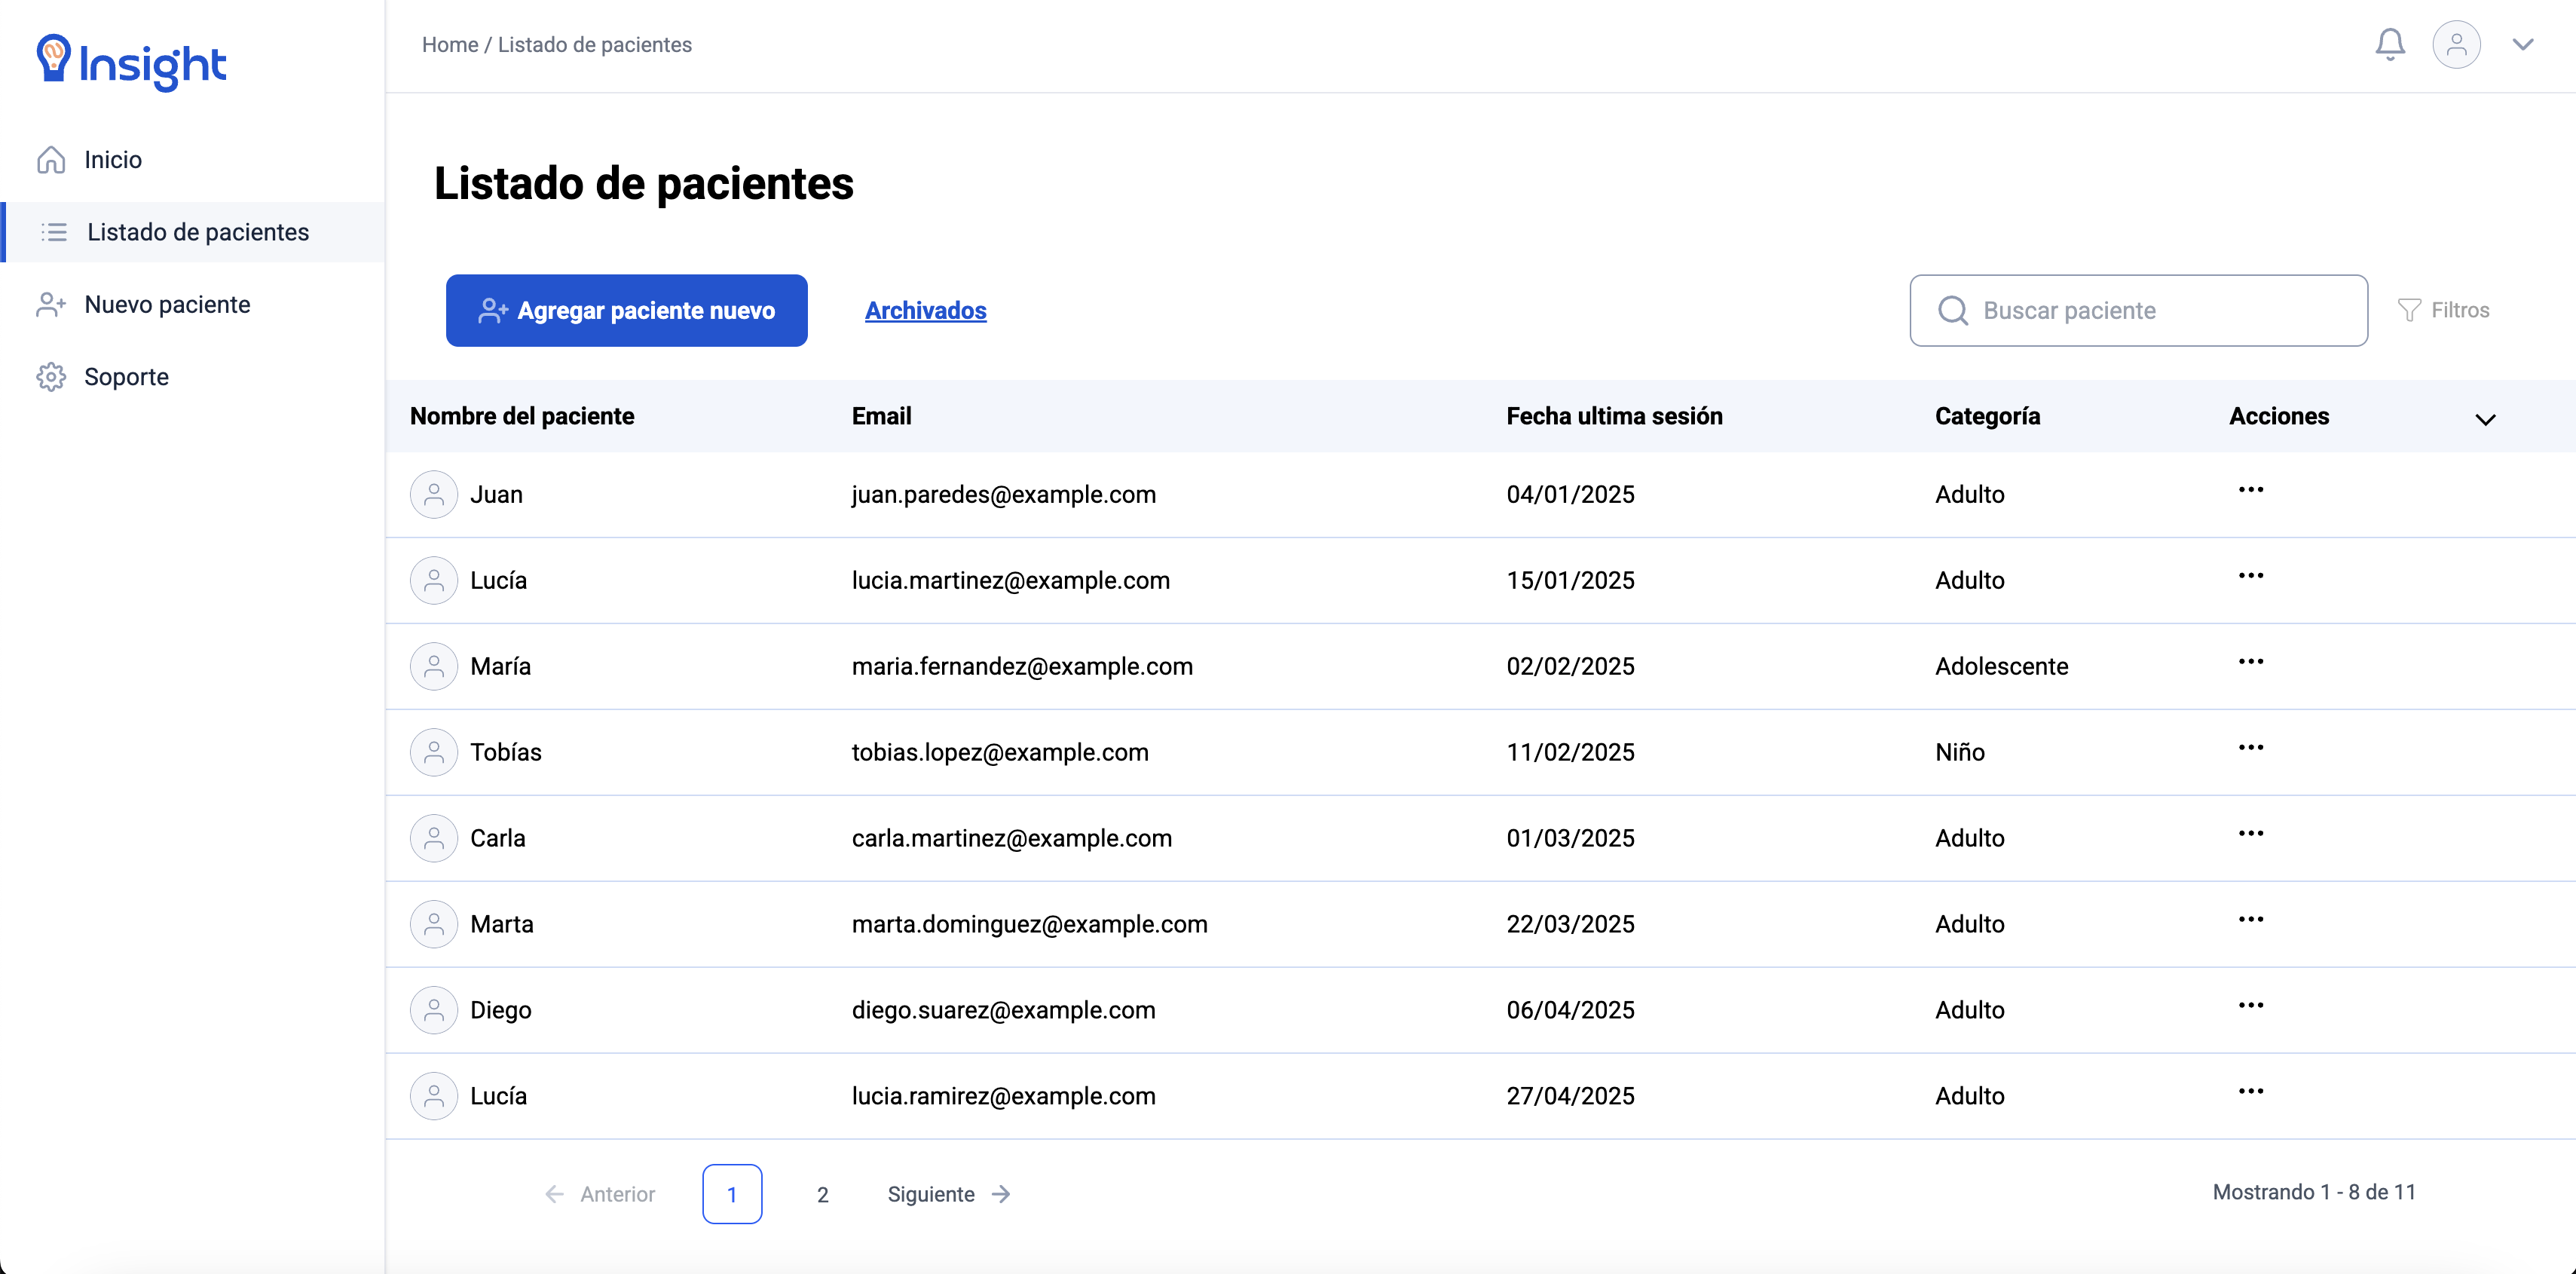 Insight
Home / Listado de pacientes
Inicio
Listado de pacientes
Nuevo paciente
Soporte
Listado de pacientes
Agregar paciente nuevo Archivados Buscar paciente Filtros
Nombre del paciente Email Fecha ultima sesión Categoría Acciones
Juan juan.paredes@example.com 04/01/2025 Adulto ...
Lucía lucia.martinez@example.com 15/01/2025 Adulto ...
María maria.fernandez@example.com 02/02/2025 Adolescente ...
Tobías tobias.lopez@example.com 11/02/2025 Niño ...
Carla carla.martinez@example.com 01/03/2025 Adulto ...
Marta marta.dominguez@example.com 22/03/2025 Adulto ...
Diego diego.suarez@example.com 06/04/2025 Adulto ...
Lucía lucia.ramirez@example.com 27/04/2025 Adulto ...
Anterior 1 2 Siguiente Mostrando 1 - 8 de 11